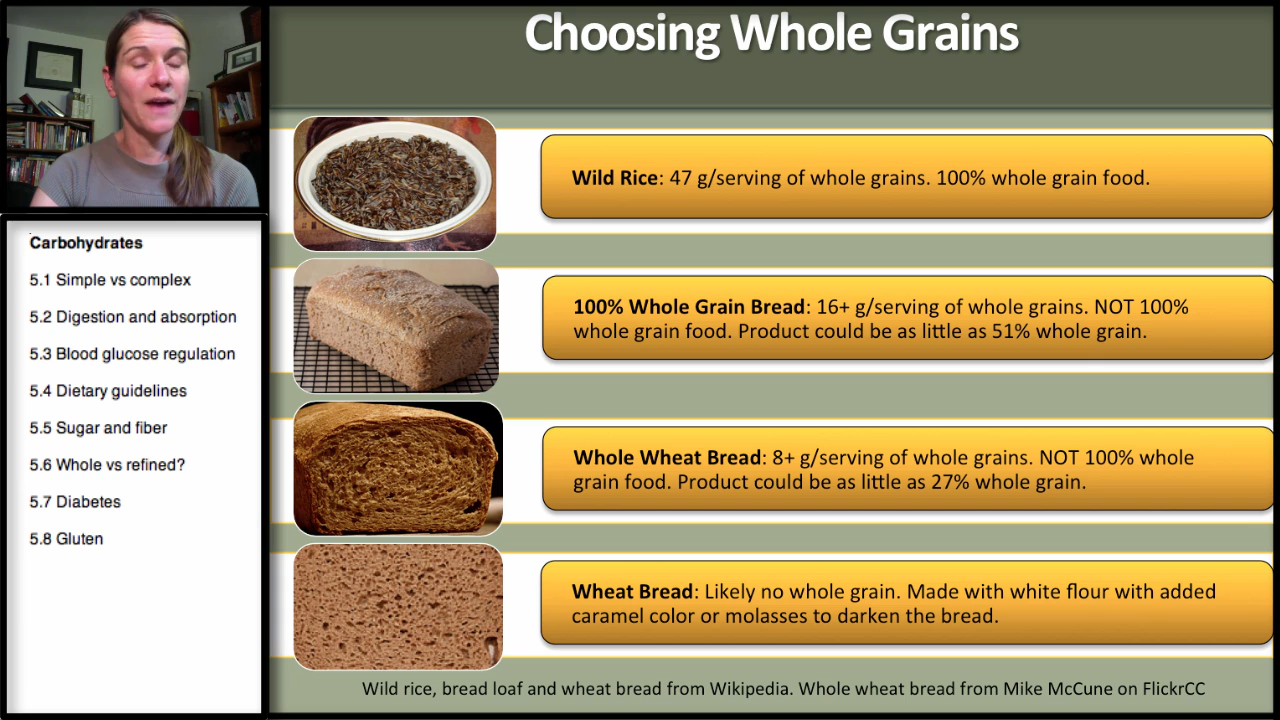 Choosing Whole Grains
Wild Rice: 47 g/serving of whole grains. 100% whole grain food.
100% Whole Grain Bread: 16+ g/serving of whole grains. NOT 100%
whole grain food. Product could be as little as 51% whole grain.
Whole Wheat Bread: 8+ g/serving of whole grains. NOT 100% whole
grain food. Product could be as little as 27% whole grain.
Wheat Bread: Likely no whole grain. Made with white flour with added
caramel color or molasses to darken the bread.
Wild rice, bread loaf and wheat bread from Wikipedia. Whole wheat bread from Mike McCune on FlickrCC
Carbohydrates
5.1 Simple vs complex
5.2 Digestion and absorption
5.3 Blood glucose regulation
5.4 Dietary guidelines
5.5 Sugar and fiber
5.6 Whole vs refined?
5.7 Diabetes
5.8 Gluten